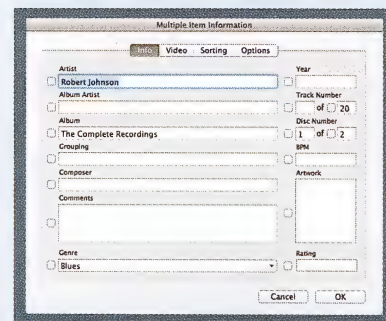 Multiple Item Information
Info Video Sorting Options
Artist Year
Robert Johnson
Album Artist Track Number
of 20
Album Disc Number
The Complete Recordings 1 of 2
Grouping BPM
Composer Artwork
Comments
Genre Rating
Blues
Cancel OK